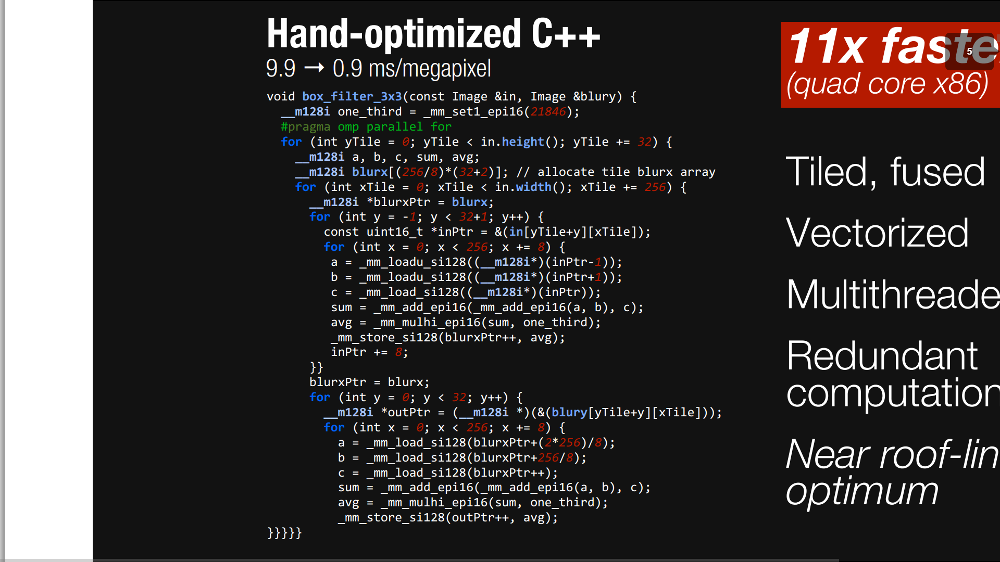 Hand-optimized C++
9.9 → 0.9 ms/megapixel
void box_filter_3x3(const Image &in, Image &blury) {
  __m128i one_third = _mm_set1_epi16(21846);
  #pragma omp parallel for
  for (int yTile = 0; yTile < in.height(); yTile += 32) {
    __m128i a, b, c, sum, avg;
    __m128i blurx[(256/8)*(32+2)]; // allocate tile blurx array
    for (int xTile = 0; xTile < in.width(); xTile += 256) {
      __m128i *blurxPtr = blurx;
      for (int y = -1; y < 32+1; y++) {
        const uint16_t *inPtr = &(in[yTile+y][xTile]);
        for (int x = 0; x < 256; x += 8) {
         a = _mm_loadu_si128((__m128i*)(inPtr-1));
         b = _mm_loadu_si128((__m128i*)(inPtr+1));
         c = _mm_load_si128((__m128i*)(inPtr));
         sum = _mm_add_epi16(_mm_add_epi16(a, b), c);
         avg = _mm_mulhi_epi16(sum, one_third);
         _mm_store_si128(blurxPtr++, avg);
         inPtr += 8;
      }}
      blurxPtr = blurx;
      for (int y = 0; y < 32; y++) {
        __m128i *outPtr = (__m128i *)(&(blury[yTile+y][xTile]));
        for (int x = 0; x < 256; x += 8) {
          a = _mm_load_si128(blurxPtr+(2*256)/8);
          b = _mm_load_si128(blurxPtr+256/8);
          c = _mm_load_si128(blurxPtr++);
          sum = _mm_add_epi16(_mm_add_epi16(a, b), c);
          avg = _mm_mulhi_epi16(sum, one_third);
          _mm_store_si128(outPtr++, avg);
}}}}}
11x faste
5
(quad core x86)
Tiled, fused
Vectorized
Multithreade
Redundant
computation
Near roof-lin
optimum